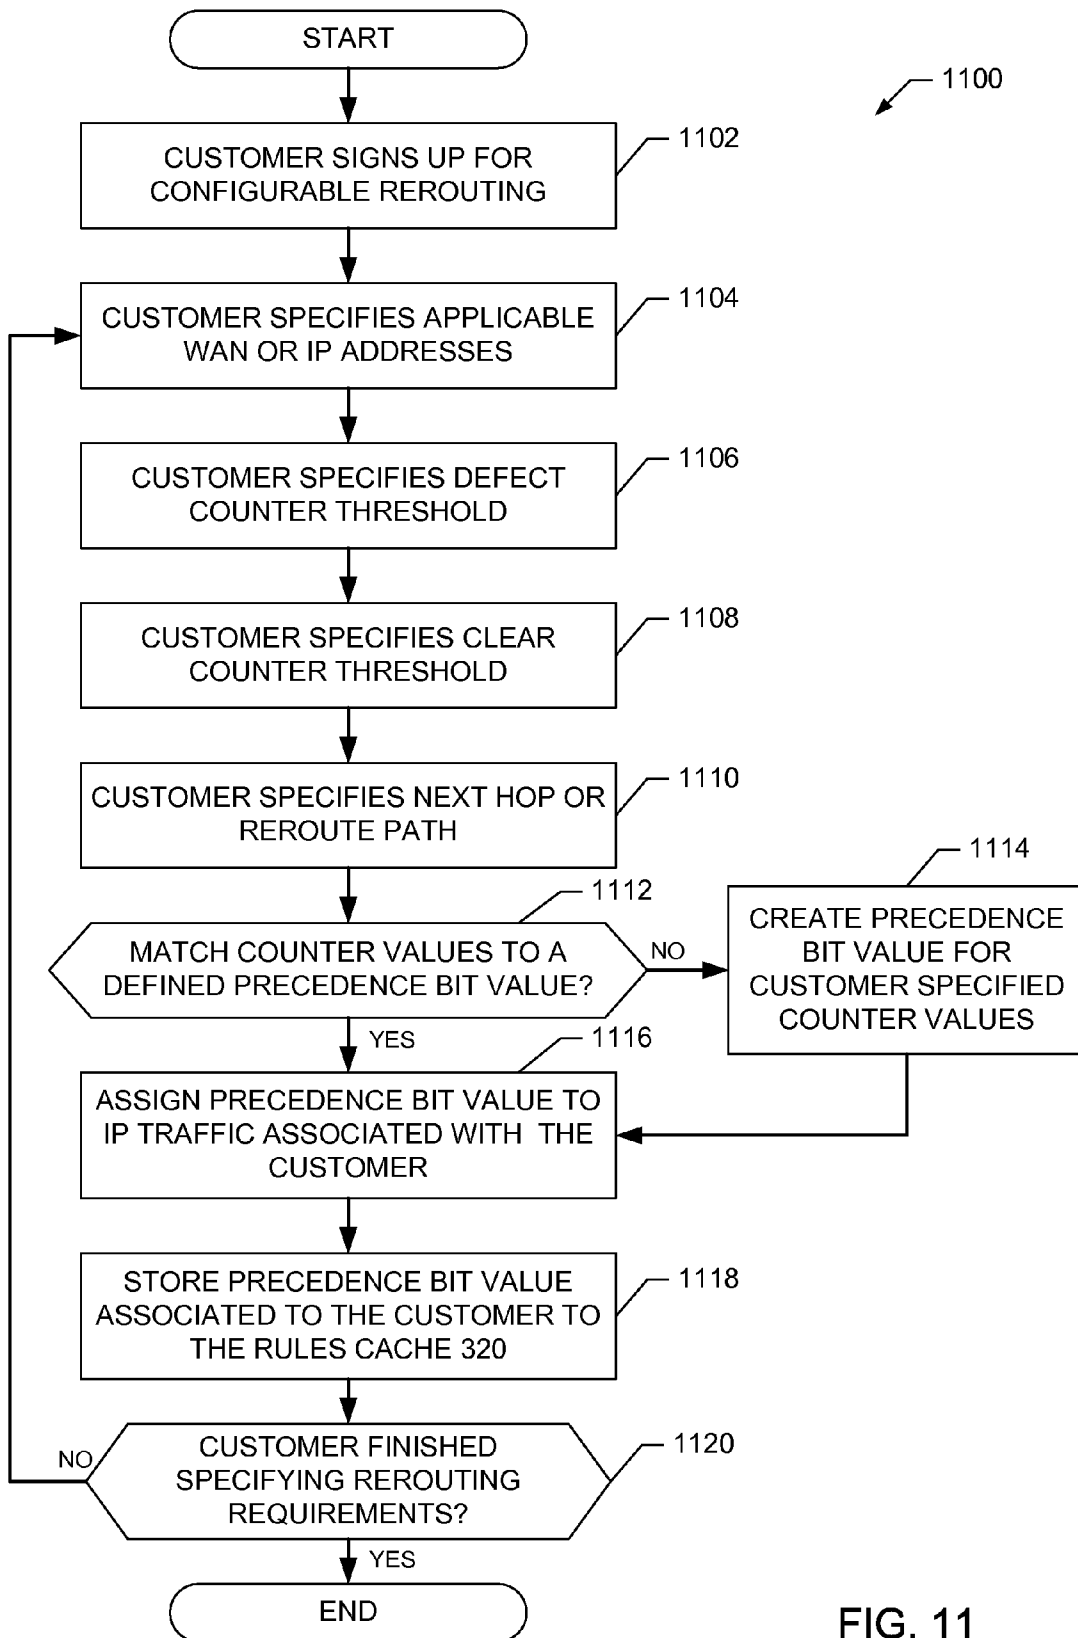 START
1100
1102
CUSTOMER SIGNS UP FOR
CONFIGURABLE REROUTING
1104
CUSTOMER SPECIFIES APPLICABLE
WAN OR IP ADDRESSES
1106
CUSTOMER SPECIFIES DEFECT
COUNTER THRESHOLD
1108
CUSTOMER SPECIFIES CLEAR
COUNTER THRESHOLD
1110
CUSTOMER SPECIFIES NEXT HOP OR
REROUTE PATH
1112
MATCH COUNTER VALUES TO A
DEFINED PRECEDENCE BIT VALUE?
NO
1114
CREATE PRECEDENCE
BIT VALUE FOR
CUSTOMER SPECIFIED
COUNTER VALUES
YES
1116
ASSIGN PRECEDENCE BIT VALUE TO
IP TRAFFIC ASSOCIATED WITH THE
CUSTOMER
1118
STORE PRECEDENCE BIT VALUE
ASSOCIATED TO THE CUSTOMER TO
THE RULES CACHE 320
1120
CUSTOMER FINISHED
SPECIFYING REROUTING
REQUIREMENTS?
NO
YES
END
FIG. 11